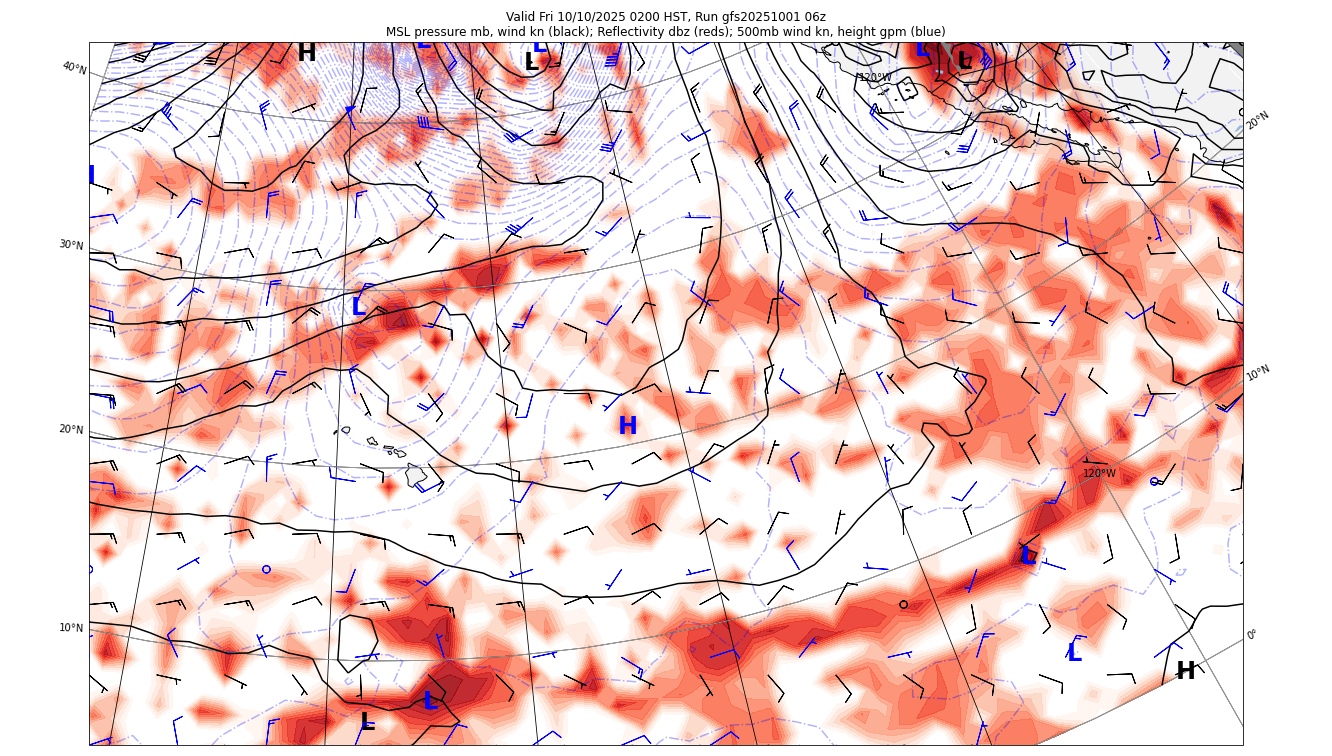 Valid Fri 10/10/2025 0200 HST, Run gfs20251001 06z
MSL pressure mb, wind kn (black); Reflectivity dbz (reds); 500mb wind kn, height gpm (blue)
H L L L L L
40°N 120°W 20°N
30°N
L
10°N
H
20°N
120°W
L
10°N 0°
L
H
L
L